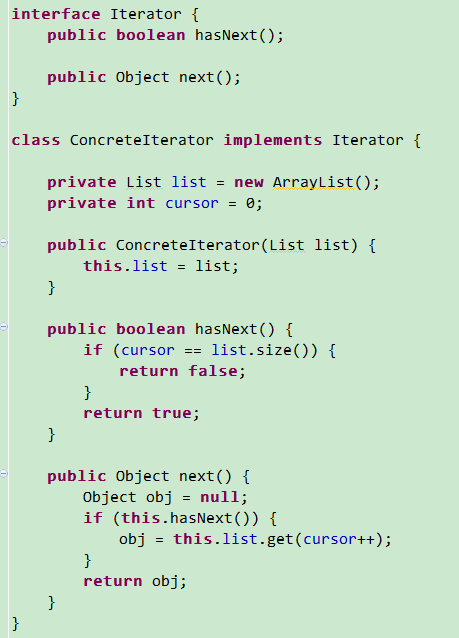 interface Iterator {
    public boolean hasNext();

    public Object next();
}

class ConcreteIterator implements Iterator {

    private List list = new ArrayList();
    private int cursor = 0;

    public ConcreteIterator(List list) {
        this.list = list;
    }

    public boolean hasNext() {
        if (cursor == list.size()) {
            return false;
        }
        return true;
    }

    public Object next() {
        Object obj = null;
        if (this.hasNext()) {
            obj = this.list.get(cursor++);
        }
        return obj;
    }
}